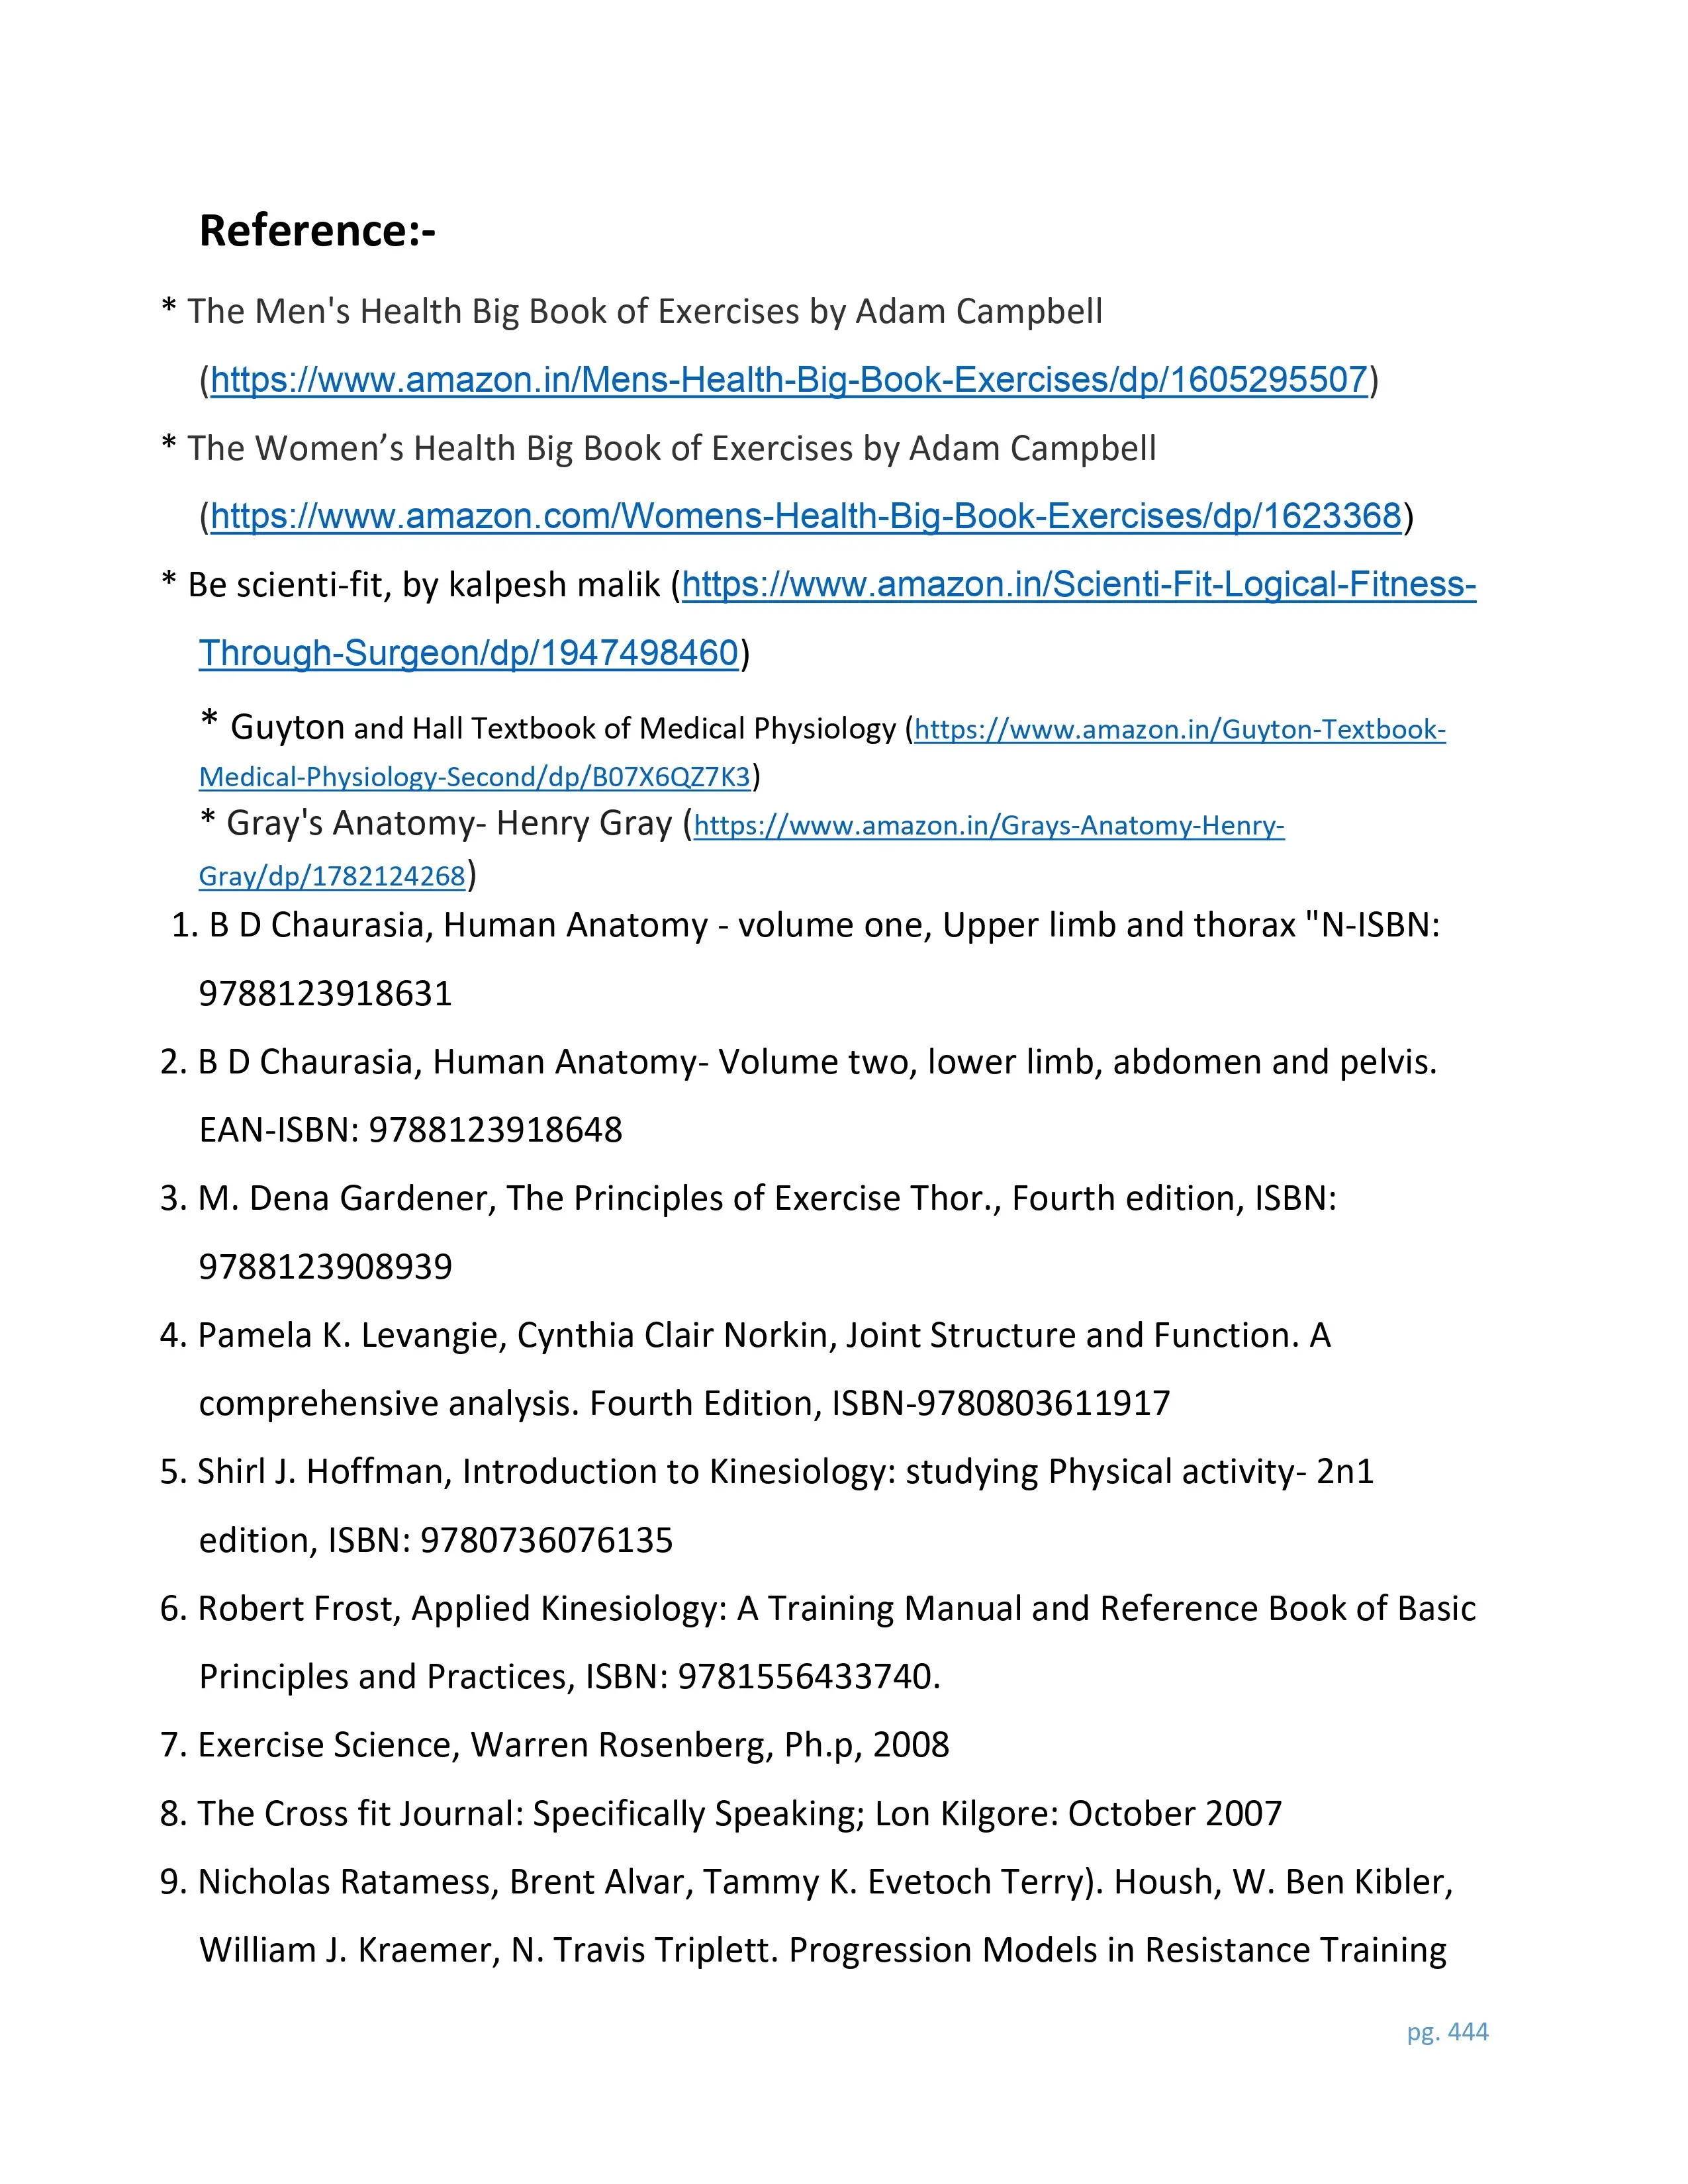 Reference:-
* The Men's Health Big Book of Exercises by Adam Campbell
(https://www.amazon.in/Mens-Health-Big-Book-Exercises/dp/1605295507)
* The Women’s Health Big Book of Exercises by Adam Campbell
(https://www.amazon.com/Womens-Health-Big-Book-Exercises/dp/1623368)
* Be scienti-fit, by kalpesh malik (https://www.amazon.in/Scienti-Fit-Logical-Fitness-
Through-Surgeon/dp/1947498460)
* Guyton and Hall Textbook of Medical Physiology (https://www.amazon.in/Guyton-Textbook-
Medical-Physiology-Second/dp/B07X6QZ7K3)
* Gray's Anatomy- Henry Gray (https://www.amazon.in/Grays-Anatomy-Henry-
Gray/dp/1782124268)
1. B D Chaurasia, Human Anatomy - volume one, Upper limb and thorax "N-ISBN:
9788123918631
2. B D Chaurasia, Human Anatomy- Volume two, lower limb, abdomen and pelvis.
EAN-ISBN: 9788123918648
3. M. Dena Gardener, The Principles of Exercise Thor., Fourth edition, ISBN:
9788123908939
4. Pamela K. Levangie, Cynthia Clair Norkin, Joint Structure and Function. A
comprehensive analysis. Fourth Edition, ISBN-9780803611917
5. Shirl J. Hoffman, Introduction to Kinesiology: studying Physical activity- 2n1
edition, ISBN: 9780736076135
6. Robert Frost, Applied Kinesiology: A Training Manual and Reference Book of Basic
Principles and Practices, ISBN: 9781556433740.
7. Exercise Science, Warren Rosenberg, Ph.p, 2008
8. The Cross fit Journal: Specifically Speaking; Lon Kilgore: October 2007
9. Nicholas Ratamess, Brent Alvar, Tammy K. Evetoch Terry). Housh, W. Ben Kibler,
William J. Kraemer, N. Travis Triplett. Progression Models in Resistance Training
pg. 444